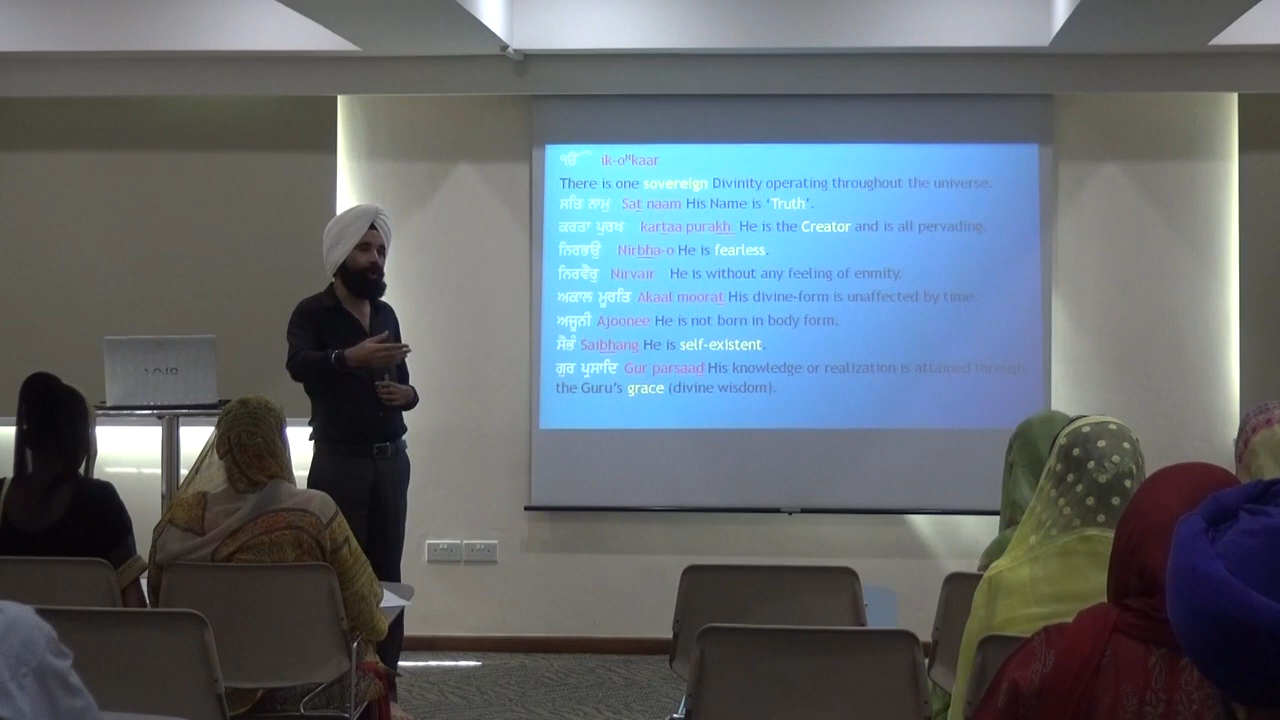 VAIO
ੴ ik-oᴺkaar
There is one sovereign Divinity operating throughout the universe.
ਸਤਿ ਨਾਮੁ Sat naam His Name is ‘Truth’.
ਕਰਤਾ ਪੁਰਖੁ kartaa purakh He is the Creator and is all pervading.
ਨਿਰਭਉ Nirbha-o He is fearless.
ਨਿਰਵੈਰੁ Nirvair He is without any feeling of enmity.
ਅਕਾਲ ਮੂਰਤਿ Akaal moorat His divine-form is unaffected by time.
ਅਜੂਨੀ Ajoonee He is not born in body form.
ਸੈਭੰ Saibhang He is self-existent.
ਗੁਰ ਪ੍ਰਸਾਦਿ Gur parsaad His knowledge or realization is attained through
the Guru’s grace (divine wisdom).